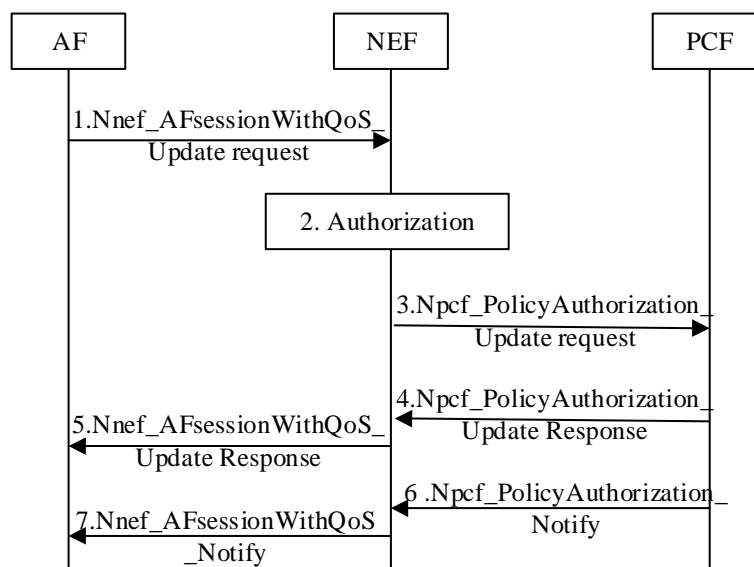 AF
NEF
PCF
1.Nnef_AFsessionWithQoS_
Update request
2. Authorization
3.Npcf_PolicyAuthorization_
Update request
4.Npcf_PolicyAuthorization_
Update Response
5.Nnef_AFsessionWithQoS_
Update Response
6 .Npcf_PolicyAuthorization_
Notify
7.Nnef_AFsessionWithQoS
_Notify